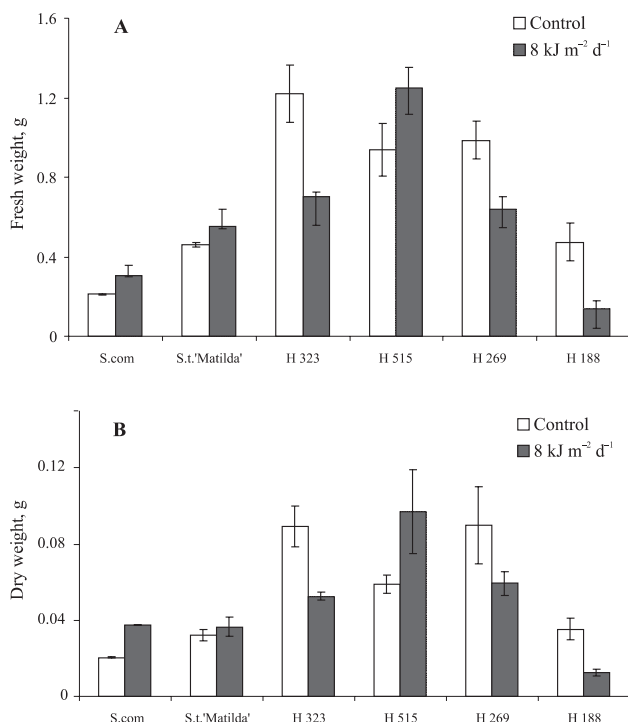 A
Control
8 kJ m⁻² d⁻¹
Fresh weight, g
1.6
1.2
0.8
0.4
0
S.com S.t.'Matilda' H 323 H 515 H 269 H 188
B
Control
8 kJ m⁻² d⁻¹
Dry weight, g
0.12
0.08
0.04
0
S.com S.t.'Matilda' H 323 H 515 H 269 H 188